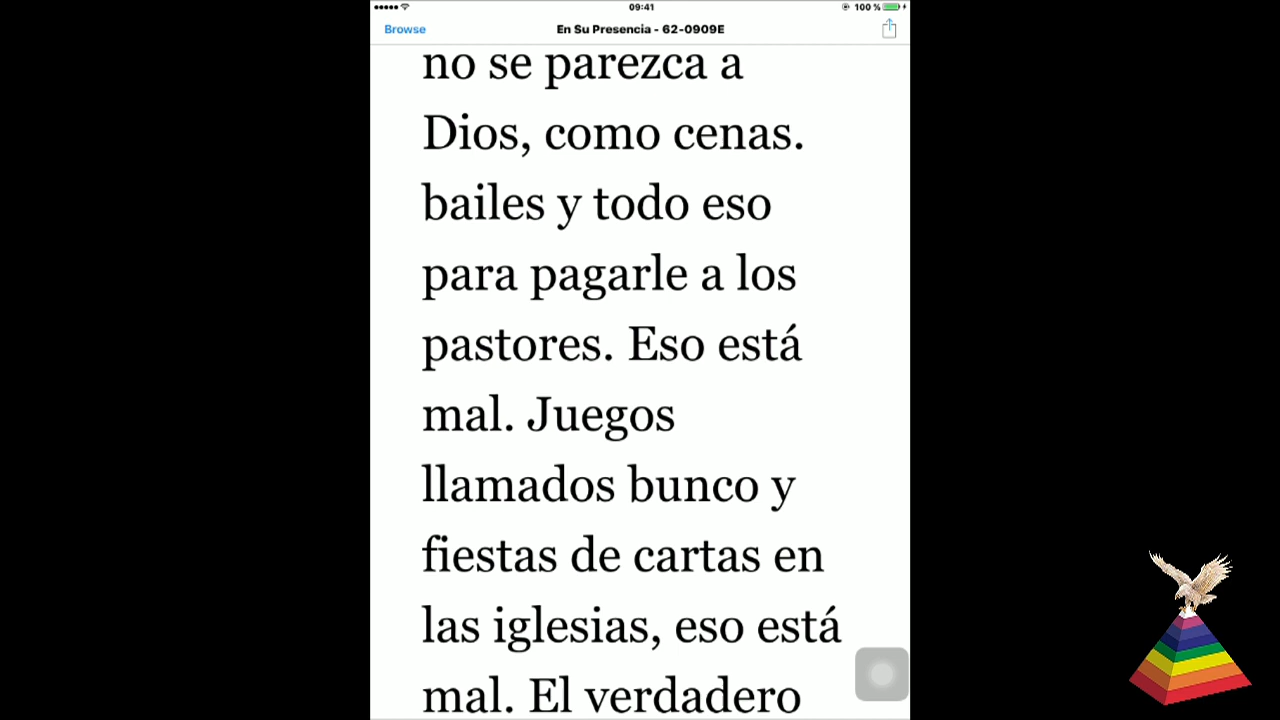 09:41
100 %
Browse
En Su Presencia - 62-0909E
no se parezca a
Dios, como cenas.
bailes y todo eso
para pagarle a los
pastores. Eso está
mal. Juegos
llamados bunco y
fiestas de cartas en
las iglesias, eso está
mal. El verdadero